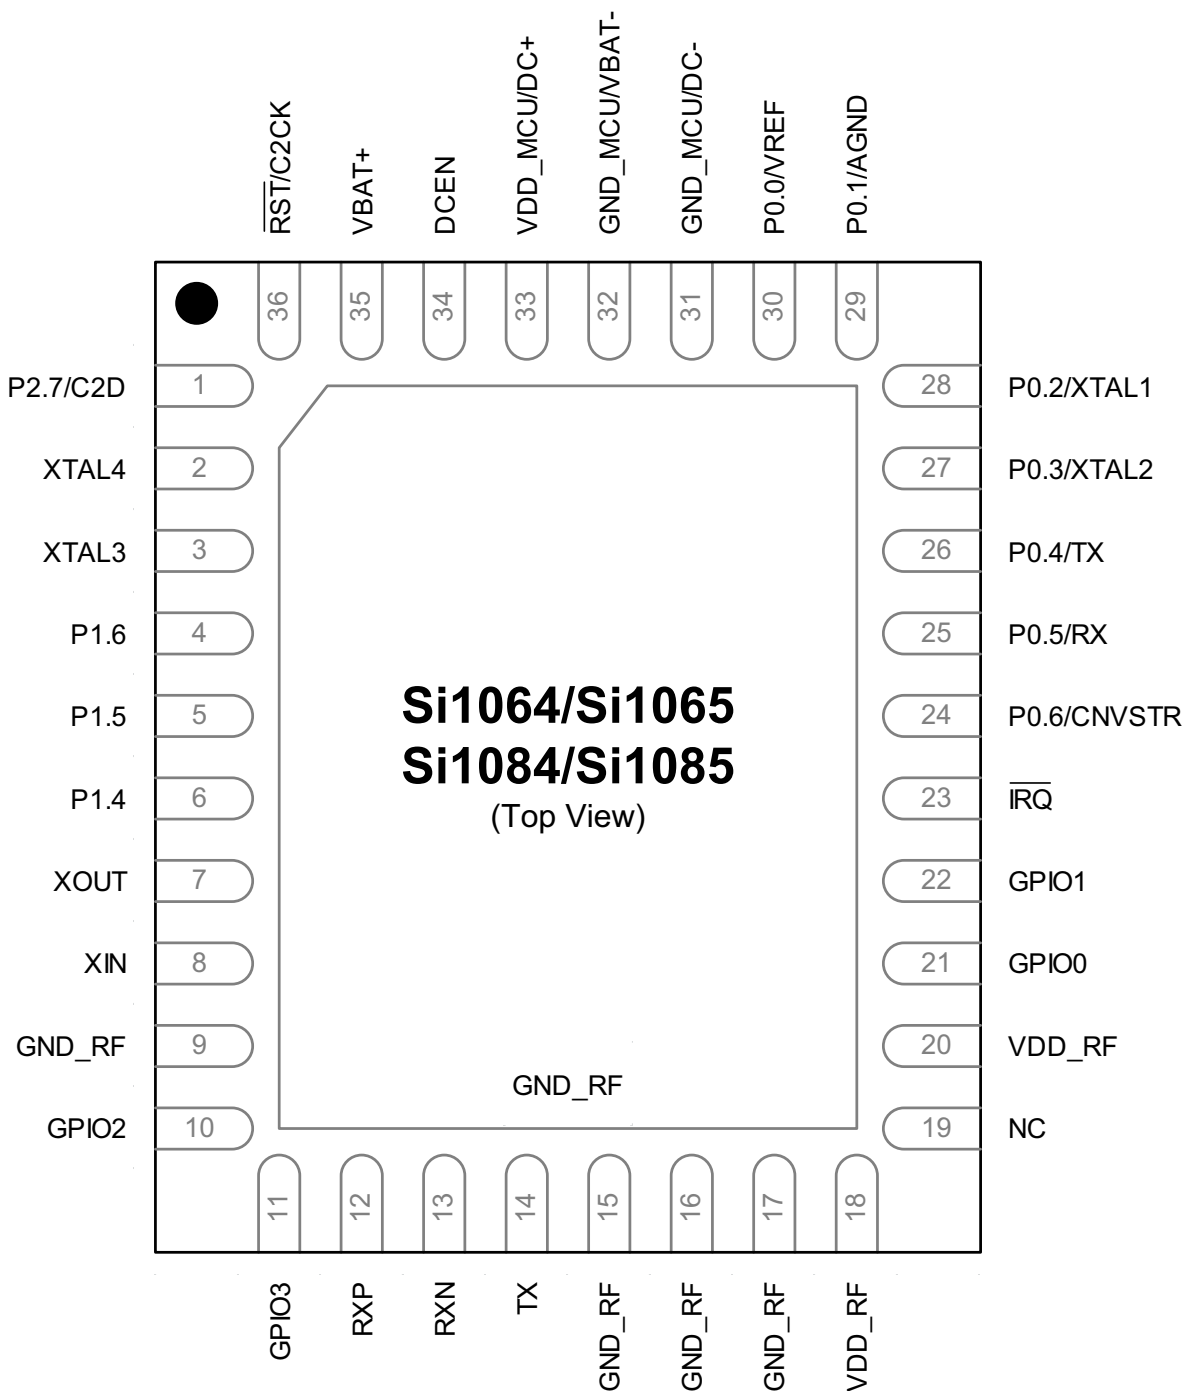 RST/C2CK
VBAT+
DCEN
VDD_MCU/DC+
GND_MCU/VBAT-
GND_MCU/DC-
P0.0/VREF
P0.1/AGND
36
35
34
33
32
31
30
29
P2.7/C2D 1
28 P0.2/XTAL1
XTAL4 2
27 P0.3/XTAL2
XTAL3 3
26 P0.4/TX
P1.6 4
25 P0.5/RX
P1.5 5
24 P0.6/CNVSTR
P1.4 6
23 IRQ
XOUT 7
22 GPIO1
XIN 8
21 GPIO0
GND_RF 9
20 VDD_RF
GPIO2 10
19 NC
Si1064/Si1065
Si1084/Si1085
(Top View)
GND_RF
11
12
13
14
15
16
17
18
GPIO3
RXP
RXN
TX
GND_RF
GND_RF
GND_RF
VDD_RF